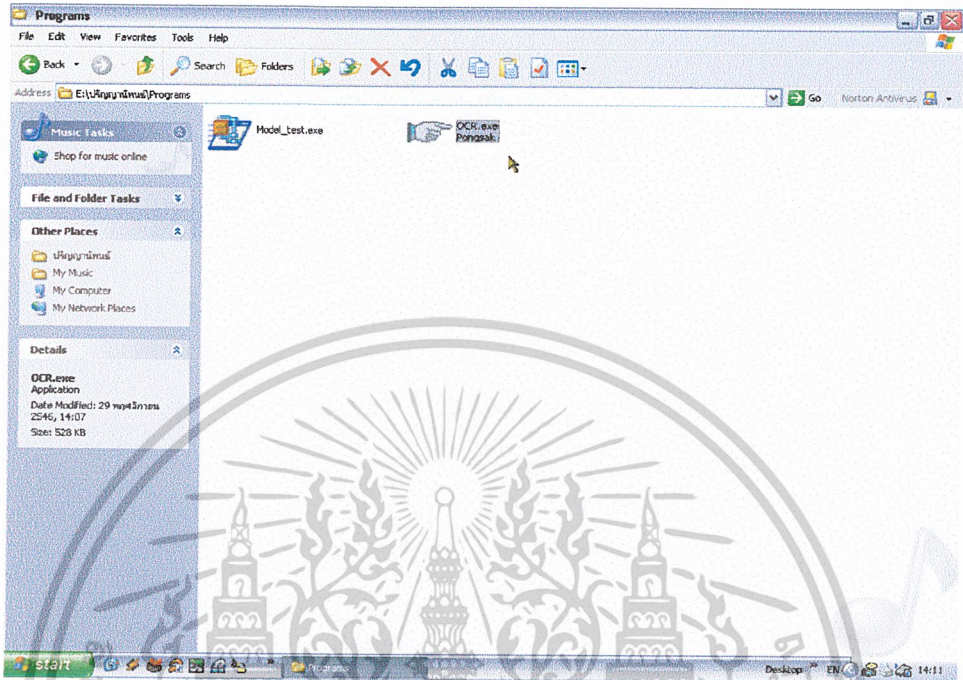 Programs
File Edit View Favorites Tools Help
Back Search Folders
Address E:\ปริญญานิพนธ์\Programs Go Norton AntiVirus
Music Tasks
Shop for music online
File and Folder Tasks
Other Places
ปริญญานิพนธ์
My Music
My Computer
My Network Places
Details
OCR.exe
Application
Date Modified: 29 พฤศจิกายน
2546, 14:07
Size: 528 KB
Model_test.exe
OCR.exe
Pongsak
start Programs Desktop EN 14:11